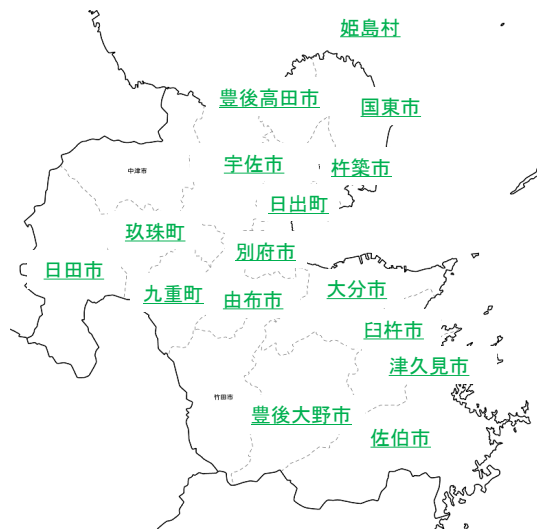 姫島村
豊後高田市
国東市
宇佐市
杵築市
中津市
日出町
玖珠町
別府市
日田市
九重町
由布市
大分市
臼杵市
津久見市
竹田市
豊後大野市
佐伯市